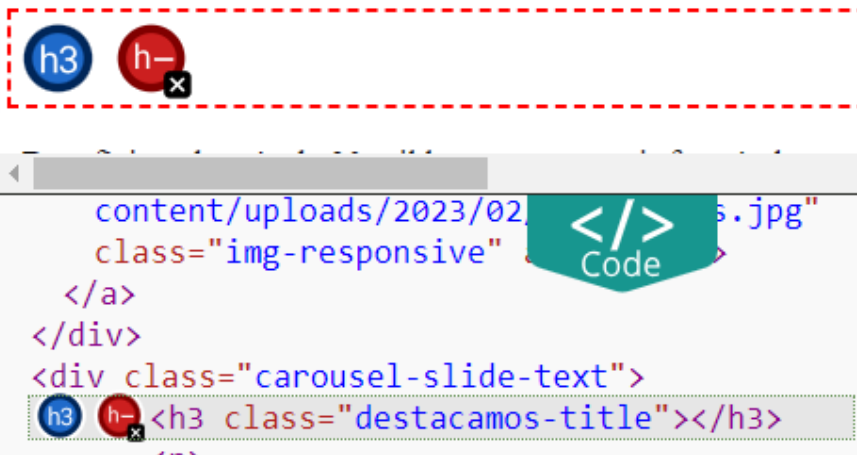 h3 h-
content/uploads/2023/02/ s.jpg"
class="img-responsive" >
</> Code
</a>
</div>
<div class="carousel-slide-text">
h3 h- <h3 class="destacamos-title"></h3>